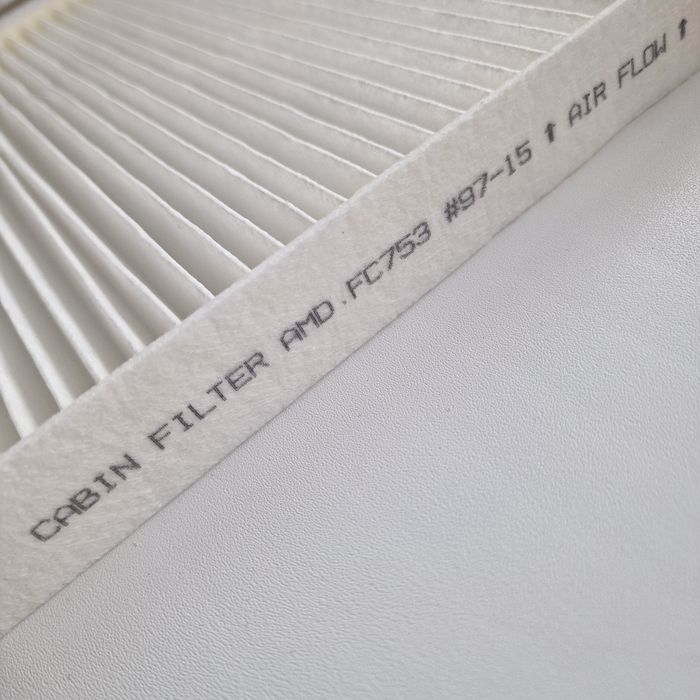 CABIN FILTER AMD.FC753 #97-15 ⬆ AIR FLOW ⬆